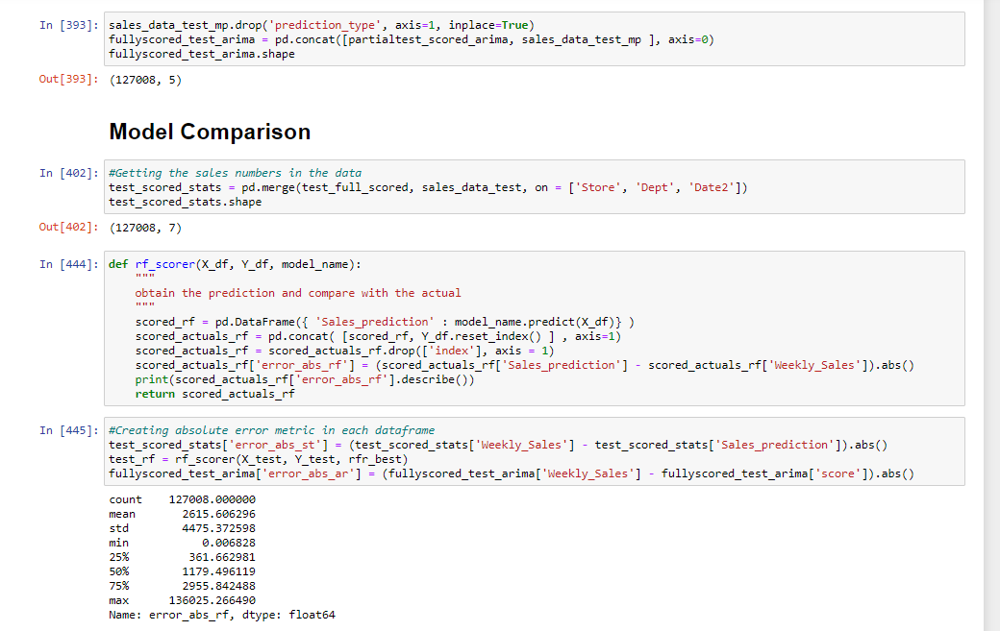 In [393]: sales_data_test_mp.drop('prediction_type', axis=1, inplace=True)
fullyscored_test_arima = pd.concat([partialtest_scored_arima, sales_data_test_mp ], axis=0)
fullyscored_test_arima.shape
Out[393]: (127008, 5)
Model Comparison
In [402]: #Getting the sales numbers in the data
test_scored_stats = pd.merge(test_full_scored, sales_data_test, on = ['Store', 'Dept', 'Date2'])
test_scored_stats.shape
Out[402]: (127008, 7)
In [444]: def rf_scorer(X_df, Y_df, model_name):
    """
    obtain the prediction and compare with the actual
    """
    scored_rf = pd.DataFrame({ 'Sales_prediction' : model_name.predict(X_df)} )
    scored_actuals_rf = pd.concat( [scored_rf, Y_df.reset_index() ] , axis=1)
    scored_actuals_rf = scored_actuals_rf.drop(['index'], axis = 1)
    scored_actuals_rf['error_abs_rf'] = (scored_actuals_rf['Sales_prediction'] - scored_actuals_rf['Weekly_Sales']).abs()
    print(scored_actuals_rf['error_abs_rf'].describe())
    return scored_actuals_rf
In [445]: #Creating absolute error metric in each dataframe
test_scored_stats['error_abs_st'] = (test_scored_stats['Weekly_Sales'] - test_scored_stats['Sales_prediction']).abs()
test_rf = rf_scorer(X_test, Y_test, rfr_best)
fullyscored_test_arima['error_abs_ar'] = (fullyscored_test_arima['Weekly_Sales'] - fullyscored_test_arima['score']).abs()
count    127008.000000
mean       2615.606296
std        4475.372598
min           0.006828
25%         361.662981
50%        1179.496119
75%        2955.842488
max      136025.266490
Name: error_abs_rf, dtype: float64